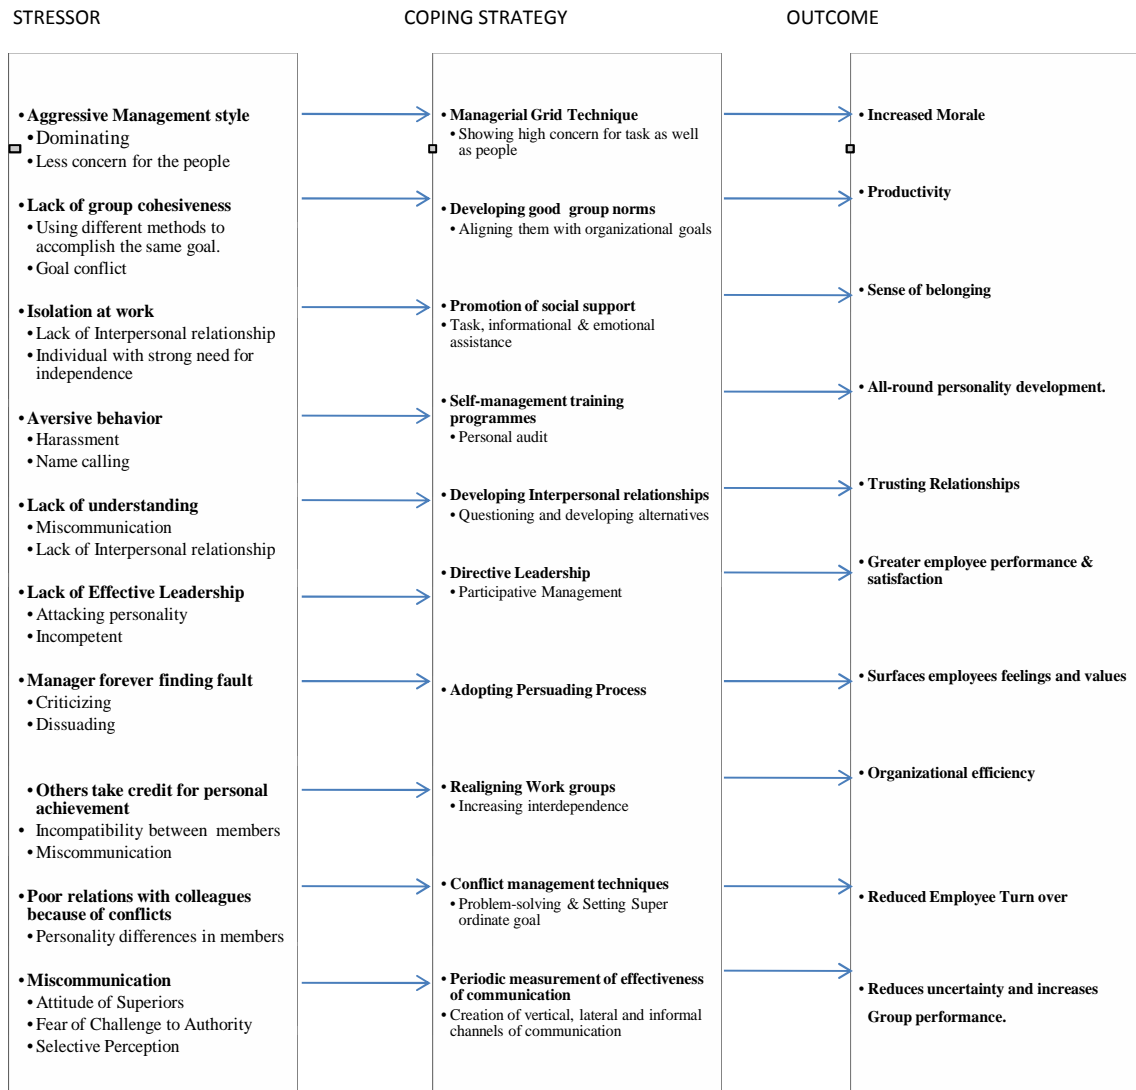 STRESSOR
COPING STRATEGY
OUTCOME
• Aggressive Management style
• Dominating
• Less concern for the people
• Lack of group cohesiveness
• Using different methods to
accomplish the same goal.
• Goal conflict
• Isolation at work
• Lack of Interpersonal relationship
• Individual with strong need for
independence
• Aversive behavior
• Harassment
• Name calling
• Lack of understanding
• Miscommunication
• Lack of Interpersonal relationship
• Lack of Effective Leadership
• Attacking personality
• Incompetent
• Manager forever finding fault
• Criticizing
• Dissuading
• Others take credit for personal
achievement
• Incompatibility between members
• Miscommunication
• Poor relations with colleagues
because of conflicts
• Personality differences in members
• Miscommunication
• Attitude of Superiors
• Fear of Challenge to Authority
• Selective Perception
• Managerial Grid Technique
• Showing high concern for task as well
as people
• Developing good group norms
• Aligning them with organizational goals
• Promotion of social support
• Task, informational & emotional
assistance
• Self-management training
programmes
• Personal audit
• Developing Interpersonal relationships
• Questioning and developing alternatives
• Directive Leadership
• Participative Management
• Adopting Persuading Process
• Realigning Work groups
• Increasing interdependence
• Conflict management techniques
• Problem-solving & Setting Super
ordinate goal
• Periodic measurement of effectiveness
of communication
• Creation of vertical, lateral and informal
channels of communication
• Increased Morale
• Productivity
• Sense of belonging
• All-round personality development.
• Trusting Relationships
• Greater employee performance &
satisfaction
• Surfaces employees feelings and values
• Organizational efficiency
• Reduced Employee Turn over
• Reduces uncertainty and increases
Group performance.